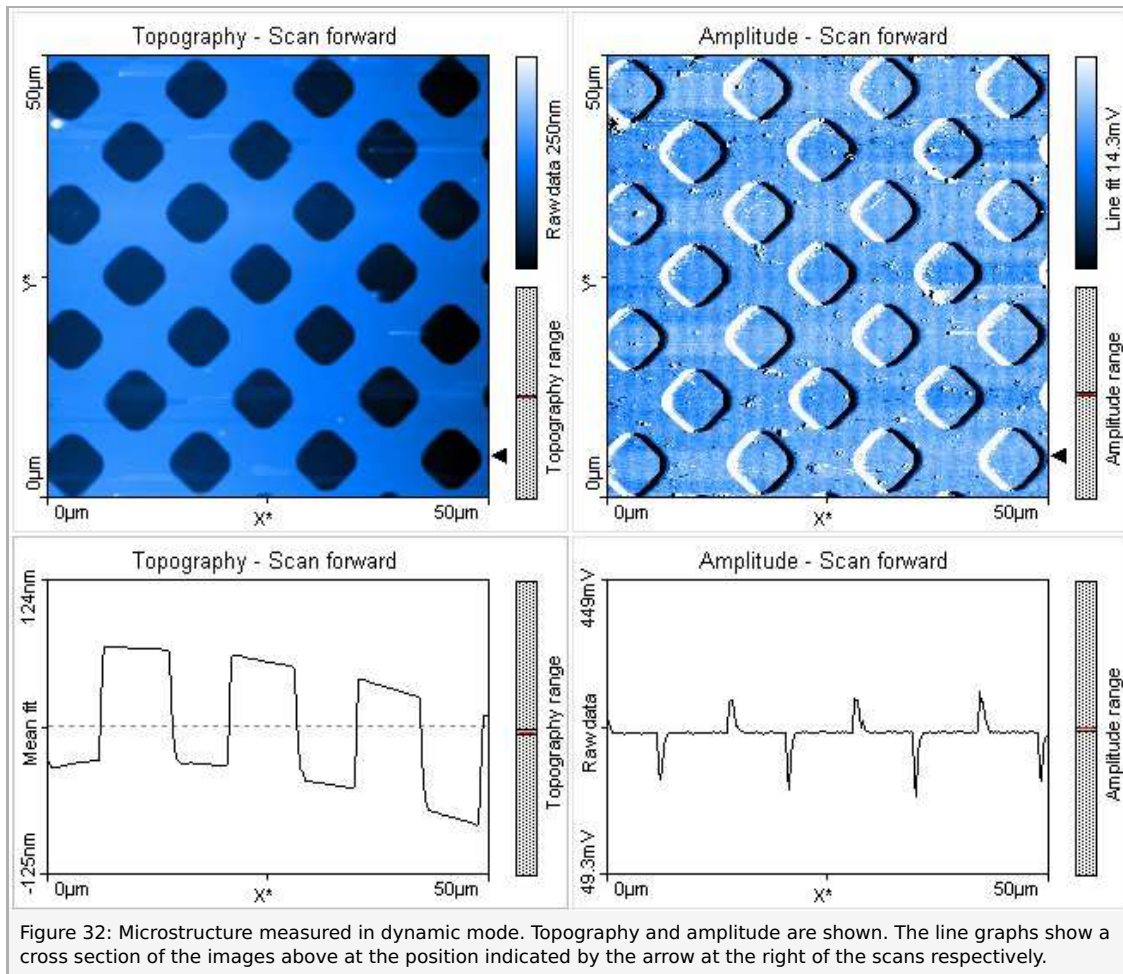 Topography - Scan forward
50µm
Y*
0µm
0µm
X*
50µm
Raw data 250nm
Topography range
Amplitude - Scan forward
50µm
Y*
0µm
0µm
X*
50µm
Line fit 14.3mV
Amplitude range
Topography - Scan forward
124nm
Mean fit
-125nm
0µm
X*
50µm
Topography range
Amplitude - Scan forward
449mV
Raw data
49.3mV
0µm
X*
50µm
Amplitude range
Figure 32: Microstructure measured in dynamic mode. Topography and amplitude are shown. The line graphs show a
cross section of the images above at the position indicated by the arrow at the right of the scans respectively.